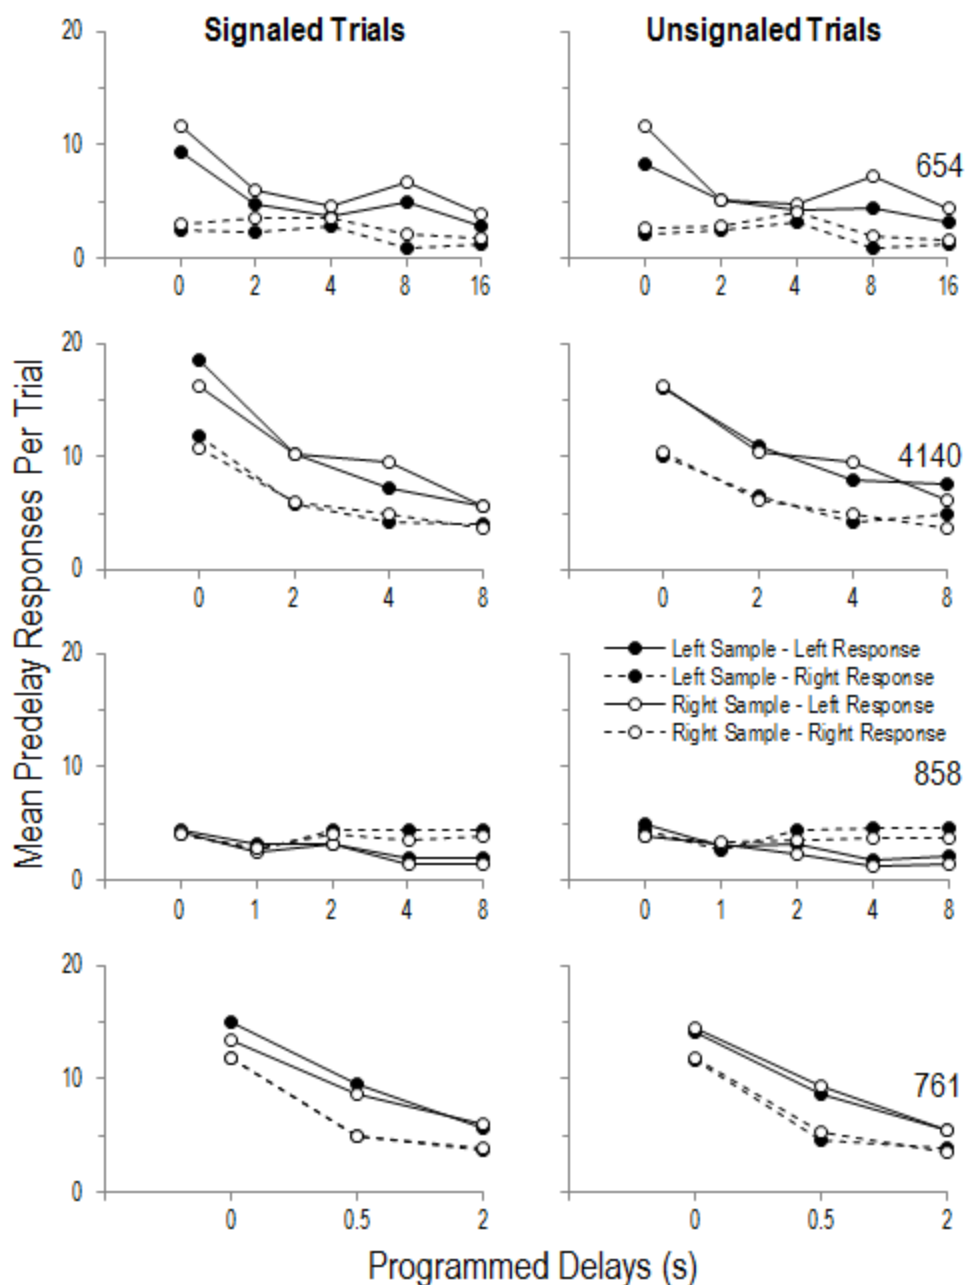 Signaled Trials
Unsignaled Trials
Mean Predelay Responses Per Trial
20
10
0
0 2 4 8 16
0 2 4 8 16
654
20
10
0
0 2 4 8
0 2 4 8
4140
20
10
0
0 1 2 4 8
0 1 2 4 8
Left Sample - Left Response
Left Sample - Right Response
Right Sample - Left Response
Right Sample - Right Response
858
20
10
0
0 0.5 2
0 0.5 2
761
Programmed Delays (s)